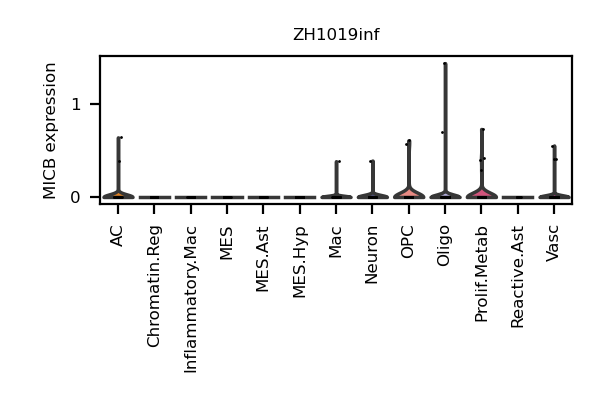 ZH1019inf
MICB expression
1
0
AC
Chromatin.Reg
Inflammatory.Mac
MES
MES.Ast
MES.Hyp
Mac
Neuron
OPC
Oligo
Prolif.Metab
Reactive.Ast
Vasc